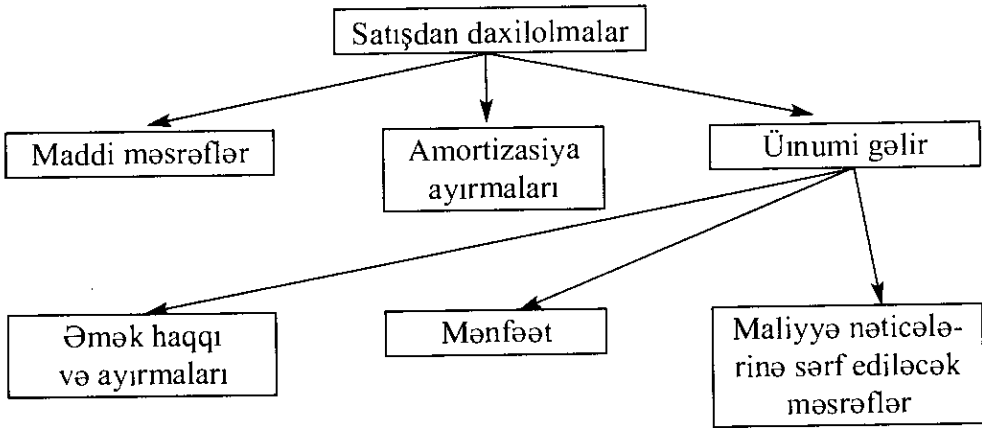 Satışdan daxilolmalar
Maddi məsrəflər
Amortizasiya
ayırmaları
Ümumi gəlir
Əmək haqqı
və ayırmaları
Mənfəət
Maliyyə nəticələ-
rinə sərf ediləcək
məsrəflər